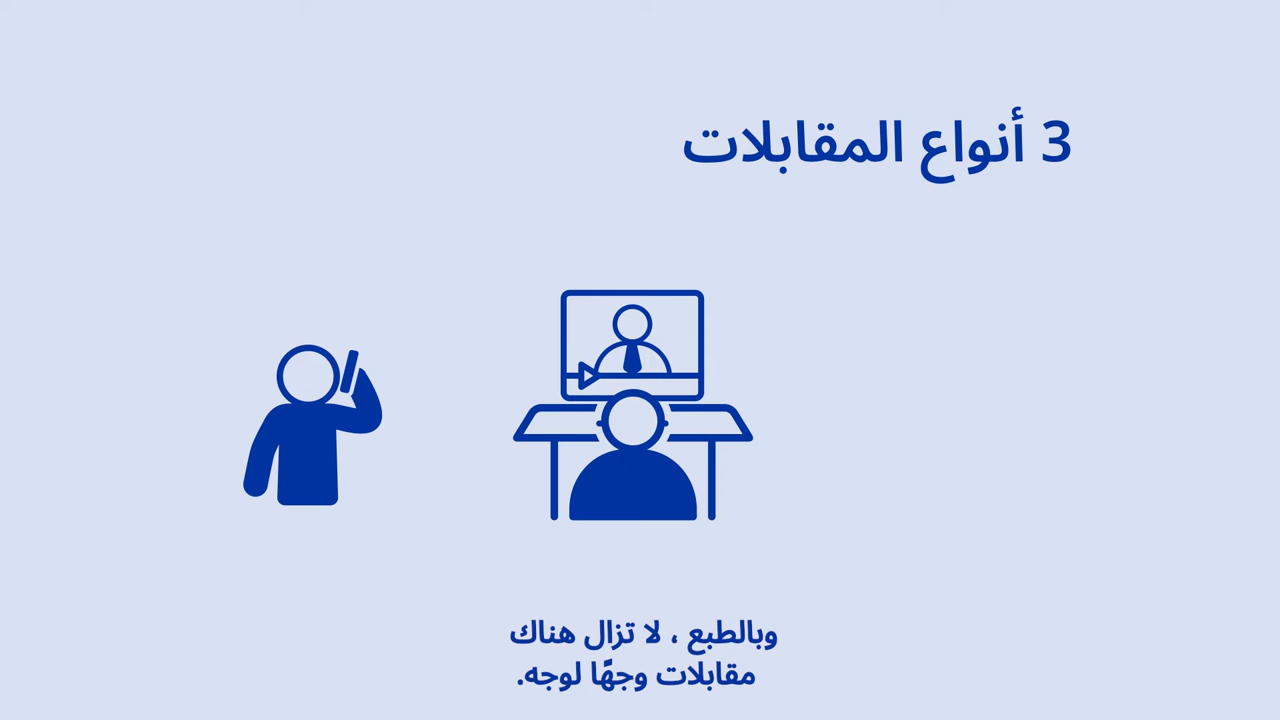 3 أنواع المقابلات
وبالطبع ، لا تزال هناك
مقابلات وجهًا لوجه.